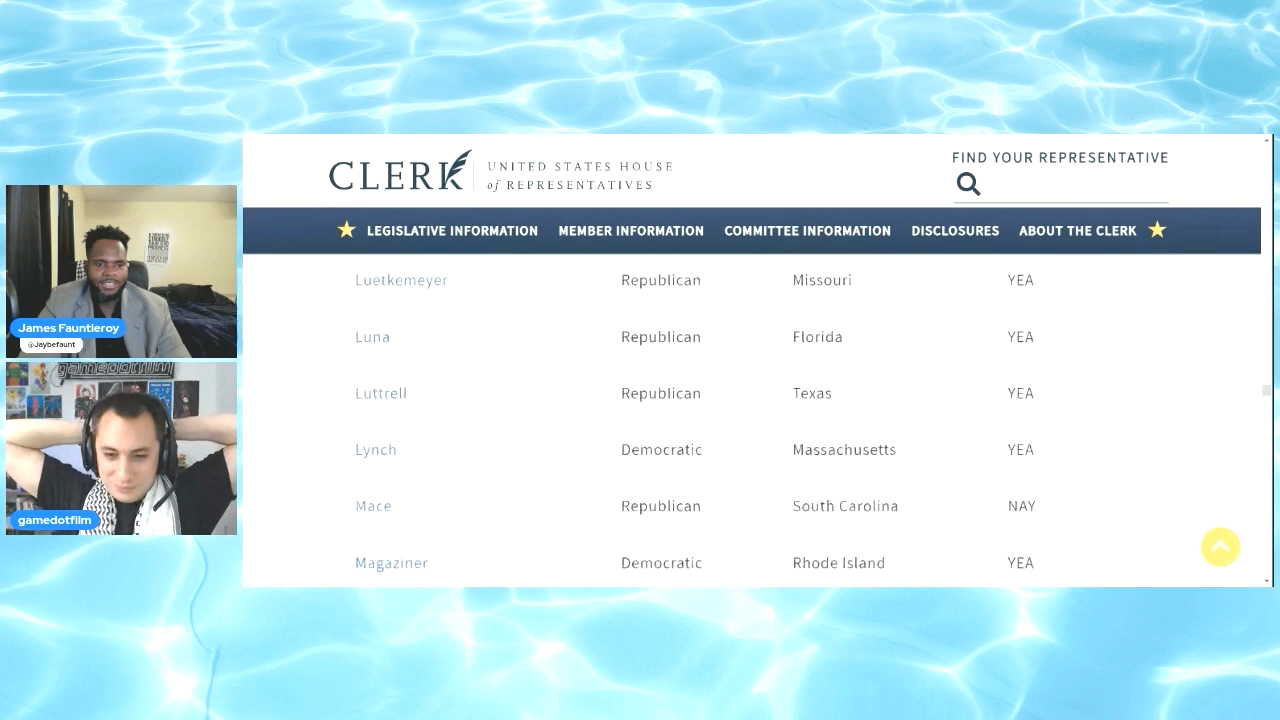 CLERK
UNITED STATES HOUSE
of REPRESENTATIVES
FIND YOUR REPRESENTATIVE
LEGISLATIVE INFORMATION MEMBER INFORMATION COMMITTEE INFORMATION DISCLOSURES ABOUT THE CLERK
Luetkemeyer Republican Missouri YEA
Luna Republican Florida YEA
Luttrell Republican Texas YEA
Lynch Democratic Massachusetts YEA
Mace Republican South Carolina NAY
Magaziner Democratic Rhode Island YEA
James Fauntleroy
@Jaybefaunt
gamedotfilm
gamedotfilm